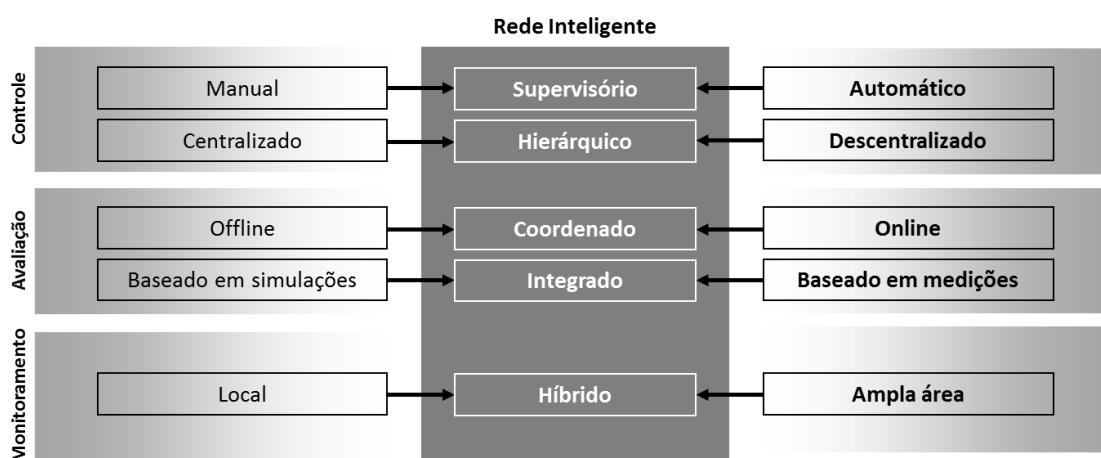 Rede Inteligente
Controle
Manual
Supervisório
Automático
Centralizado
Hierárquico
Descentralizado
Avaliação
Offline
Coordenado
Online
Baseado em simulações
Integrado
Baseado em medições
Monitoramento
Local
Híbrido
Ampla área